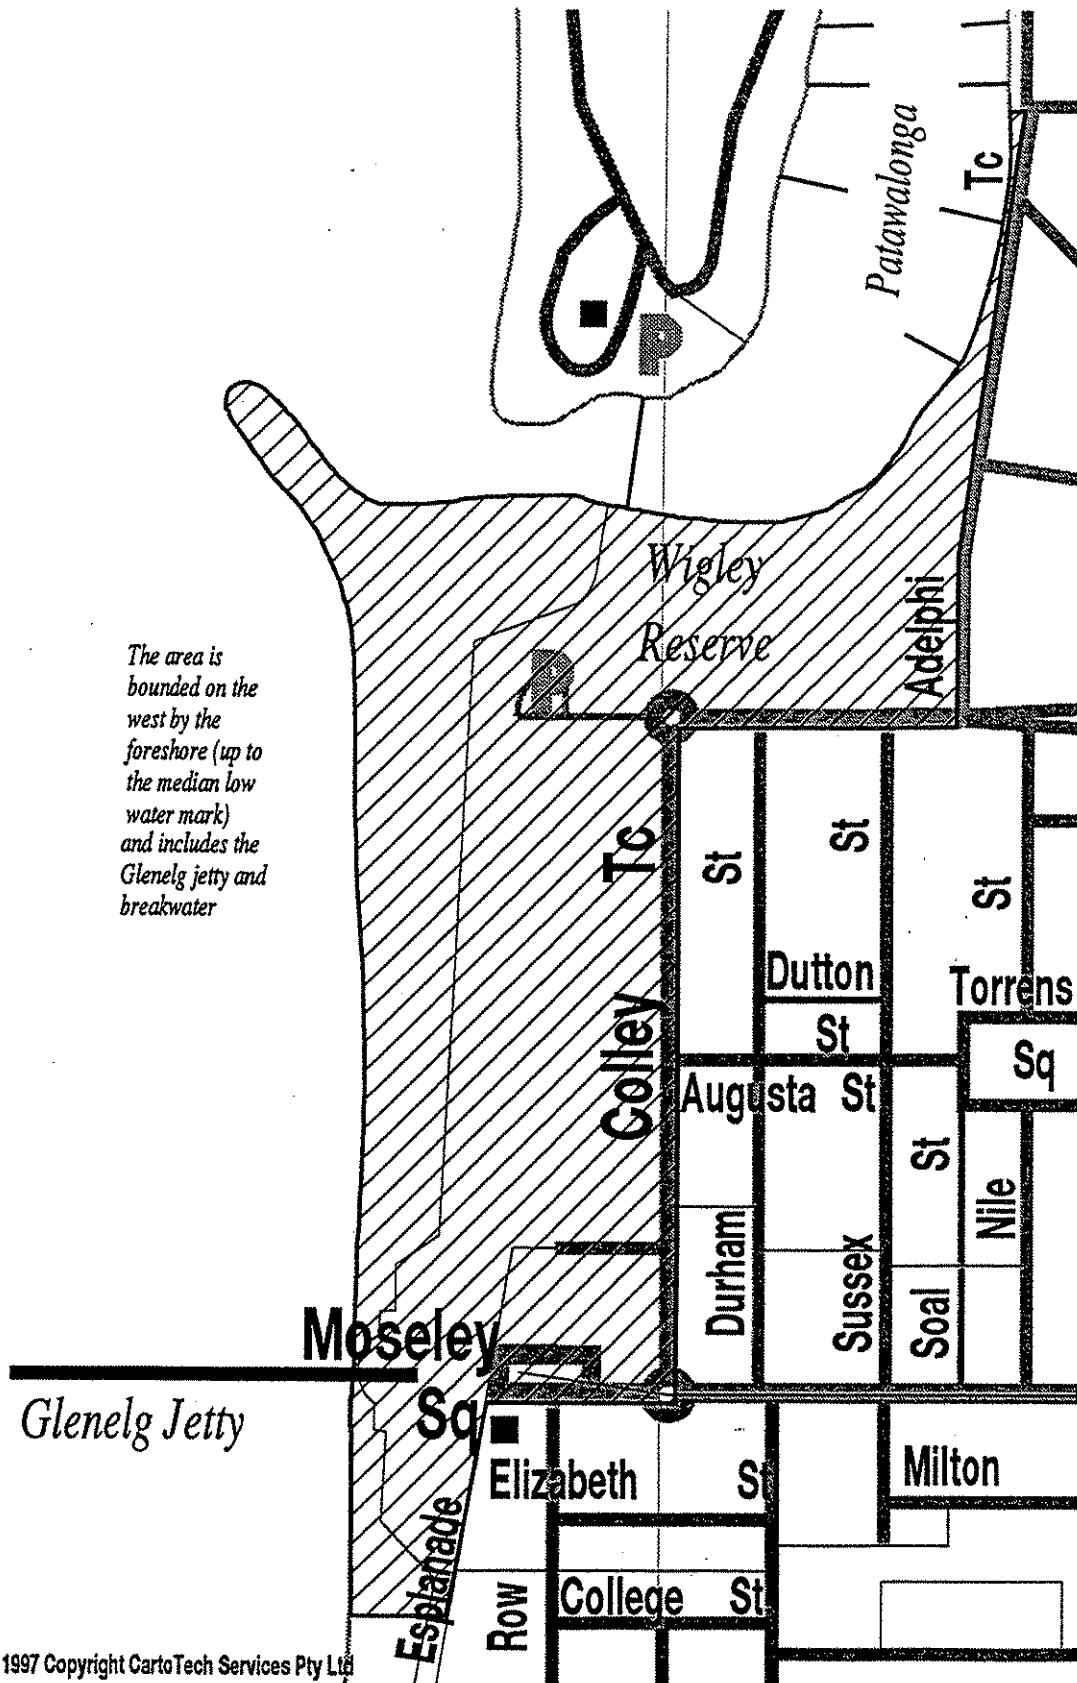 Patawalonga
Tc
P
Wigley
Reserve
Adelphi
The area is
bounded on the
west by the
foreshore (up to
the median low
water mark)
and includes the
Glenelg jetty and
breakwater
P
Colley Tc
St
St
St
Dutton
St
Torrens
Sq
Augusta St
Durham
Sussex
Soal
St
Nile
Moseley
Sq
Glenelg Jetty
Elizabeth St
Milton
Esplanade
Row
College St
1997 Copyright CartoTech Services Pty Ltd